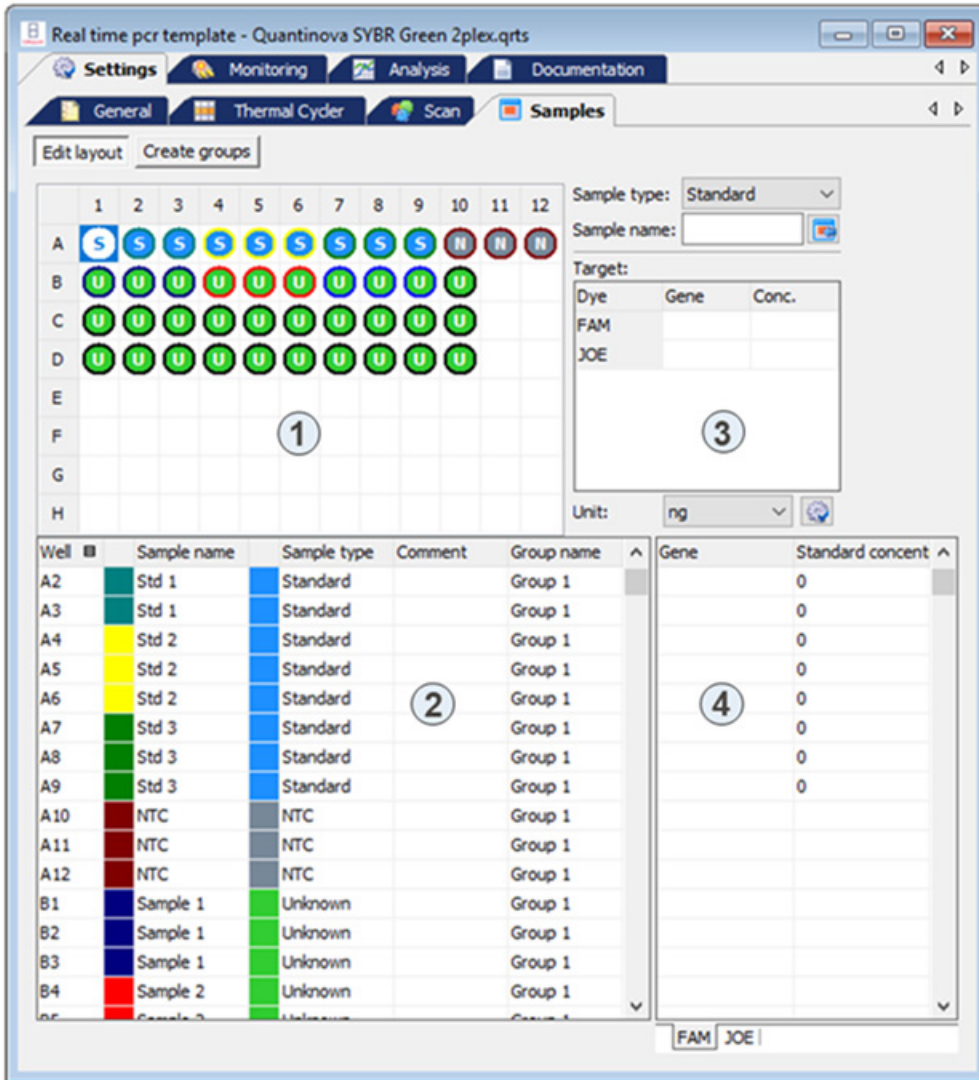 Real time pcr template - Quantinova SYBR Green 2plex.qrts
Settings Monitoring Analysis Documentation
General Thermal Cycler Scan Samples
Edit layout Create groups
1 2 3 4 5 6 7 8 9 10 11 12
A S S S S S S S S S N N N
B U U U U U U U U U U
C U U U U U U U U U U
D U U U U U U U U U U
E
F
G
H
1
Sample type: Standard
Sample name:
Target:
Dye Gene Conc.
FAM
JOE
3
Unit: ng
Well Sample name Sample type Comment Group name
A2 Std 1 Standard Group 1
A3 Std 1 Standard Group 1
A4 Std 2 Standard Group 1
A5 Std 2 Standard Group 1
A6 Std 2 Standard Group 1
A7 Std 3 Standard Group 1
A8 Std 3 Standard Group 1
A9 Std 3 Standard Group 1
A10 NTC NTC Group 1
A11 NTC NTC Group 1
A12 NTC NTC Group 1
B1 Sample 1 Unknown Group 1
B2 Sample 1 Unknown Group 1
B3 Sample 1 Unknown Group 1
B4 Sample 2 Unknown Group 1
2
Gene Standard concent
0
0
0
0
0
0
0
0
4
FAM JOE